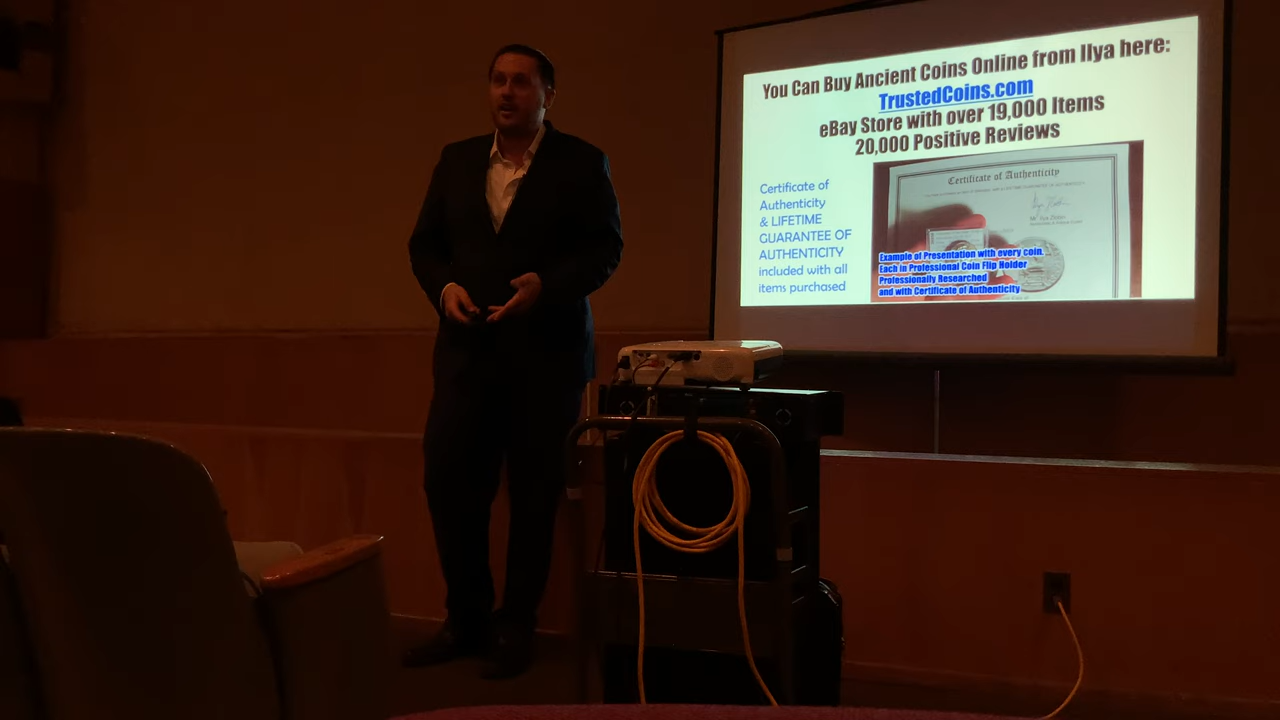 You Can Buy Ancient Coins Online from Ilya here:
TrustedCoins.com
eBay Store with over 19,000 Items
20,000 Positive Reviews
Certificate of
Authenticity
& LIFETIME
GUARANTEE OF
AUTHENTICITY
included with all
items purchased
Certificate of Authenticity
Example of Presentation with every coin.
Each in Professional Coin Flip Holder
Professionally Researched
and with Certificate of Authenticity